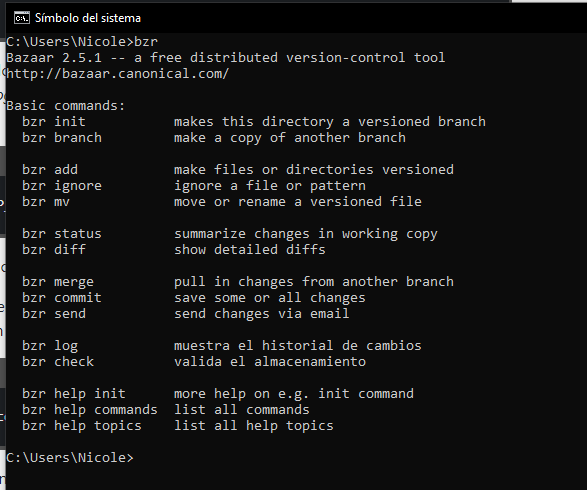 Símbolo del sistema
C:\Users\Nicole>bzr
Bazaar 2.5.1 -- a free distributed version-control tool
http://bazaar.canonical.com/
Basic commands:
bzr init makes this directory a versioned branch
bzr branch make a copy of another branch
bzr add make files or directories versioned
bzr ignore ignore a file or pattern
bzr mv move or rename a versioned file
bzr status summarize changes in working copy
bzr diff show detailed diffs
bzr merge pull in changes from another branch
bzr commit save some or all changes
bzr send send changes via email
bzr log muestra el historial de cambios
bzr check valida el almacenamiento
bzr help init more help on e.g. init command
bzr help commands list all commands
bzr help topics list all help topics
C:\Users\Nicole>